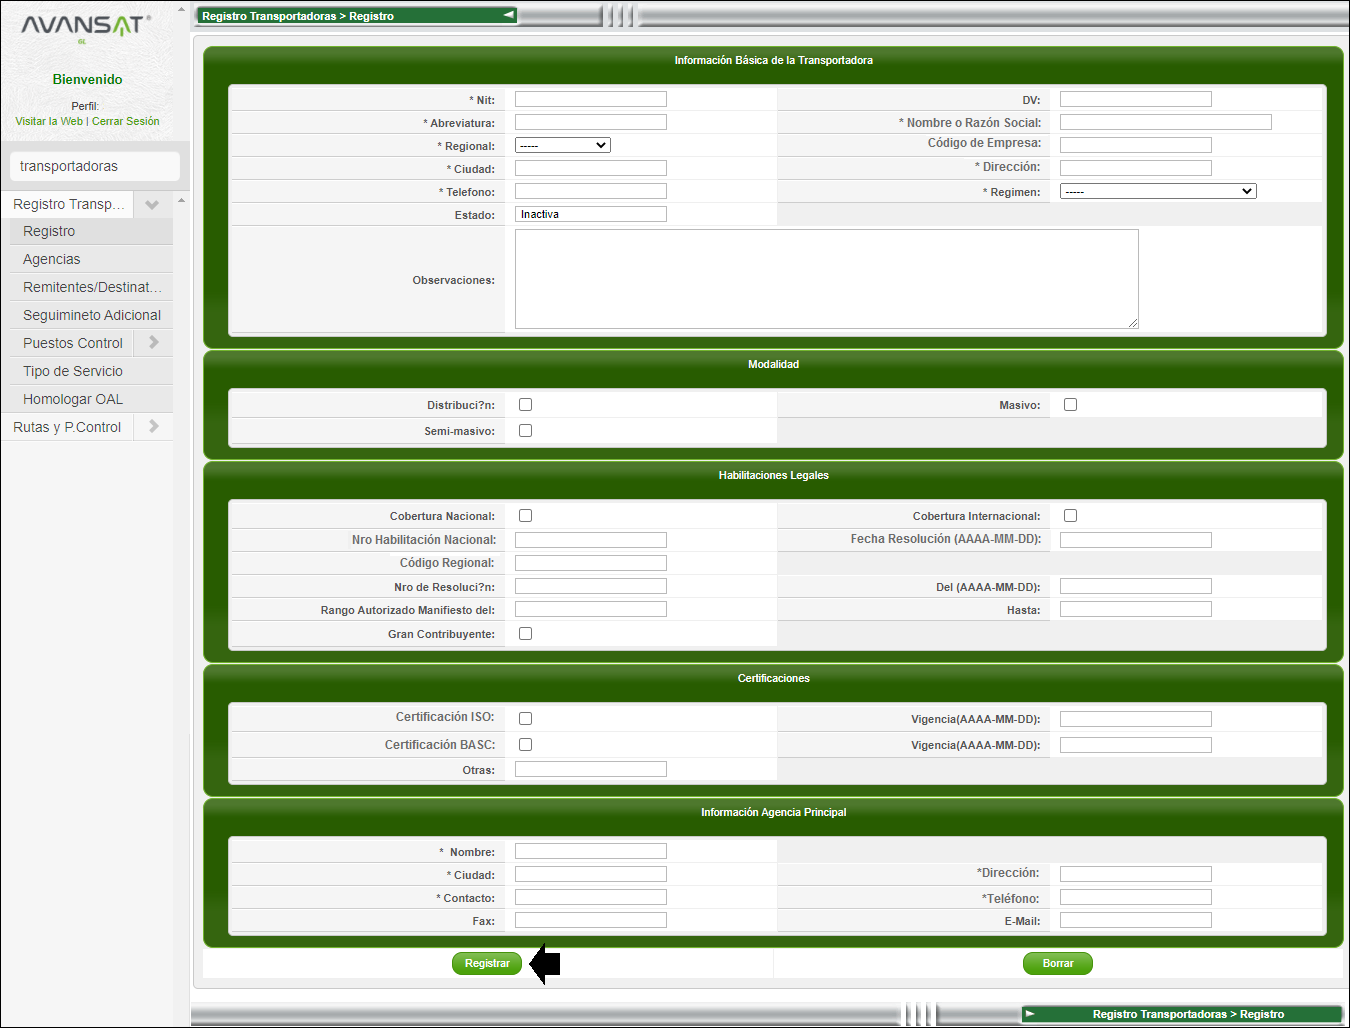 AVANSAT
GL
Bienvenido
Perfil:
Visitar la Web | Cerrar Sesión
transportadoras
Registro Transp...
Registro
Agencias
Remitentes/Destinat...
Seguimineto Adicional
Puestos Control
Tipo de Servicio
Homologar OAL
Rutas y P.Control
Registro Transportadoras > Registro
Información Básica de la Transportadora
* Nit: DV:
* Abreviatura: * Nombre o Razón Social:
* Regional: ----- Código de Empresa:
* Ciudad: * Dirección:
* Telefono: * Regimen: -----
Estado: Inactiva
Observaciones:
Modalidad
Distribuci?n: Masivo:
Semi-masivo:
Habilitaciones Legales
Cobertura Nacional: Cobertura Internacional:
Nro Habilitación Nacional: Fecha Resolución (AAAA-MM-DD):
Código Regional:
Nro de Resoluci?n: Del (AAAA-MM-DD):
Rango Autorizado Manifiesto del: Hasta:
Gran Contribuyente:
Certificaciones
Certificación ISO: Vigencia(AAAA-MM-DD):
Certificación BASC: Vigencia(AAAA-MM-DD):
Otras:
Información Agencia Principal
* Nombre:
* Ciudad: *Dirección:
* Contacto: *Teléfono:
Fax: E-Mail:
Registrar Borrar
Registro Transportadoras > Registro